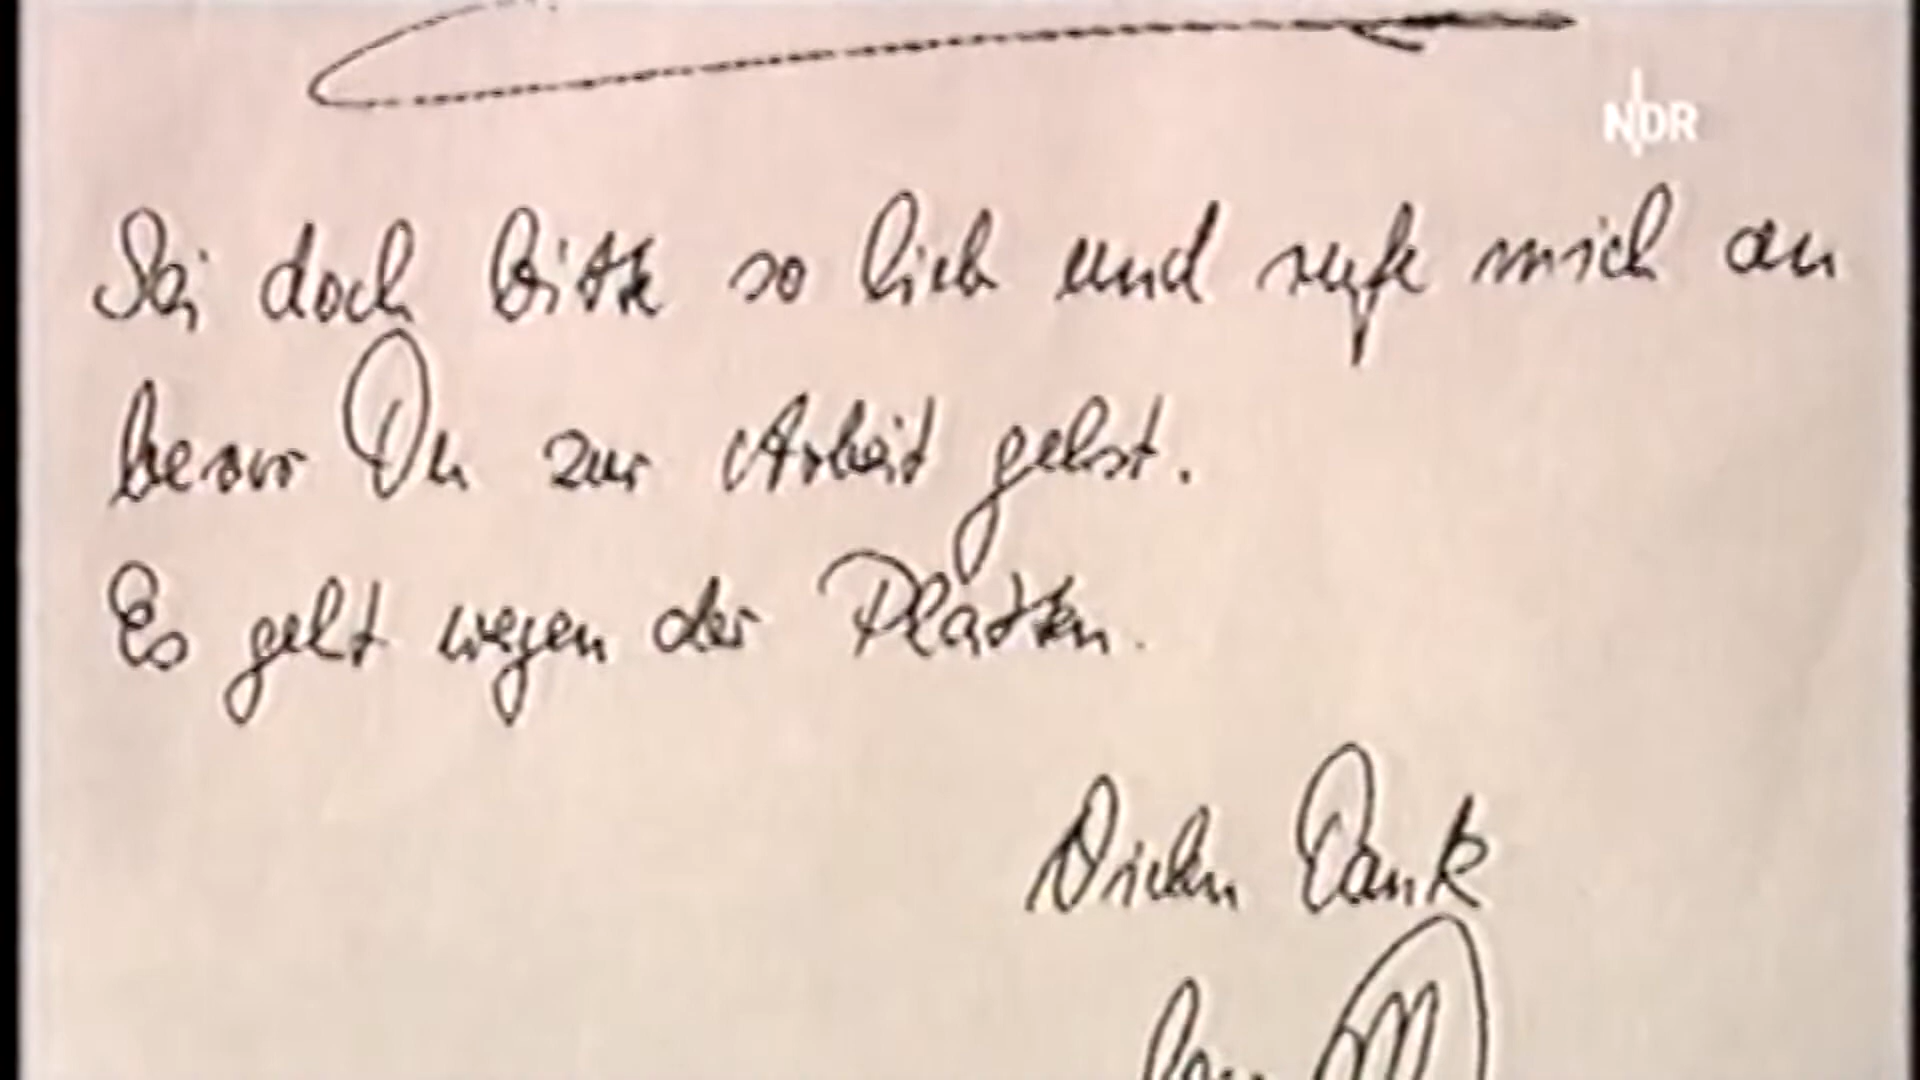 NDR
Sei doch bitte so lieb und rufe mich an
bevor Du zur Arbeit gehst.
Es geht wegen der Platten.
Vielen Dank